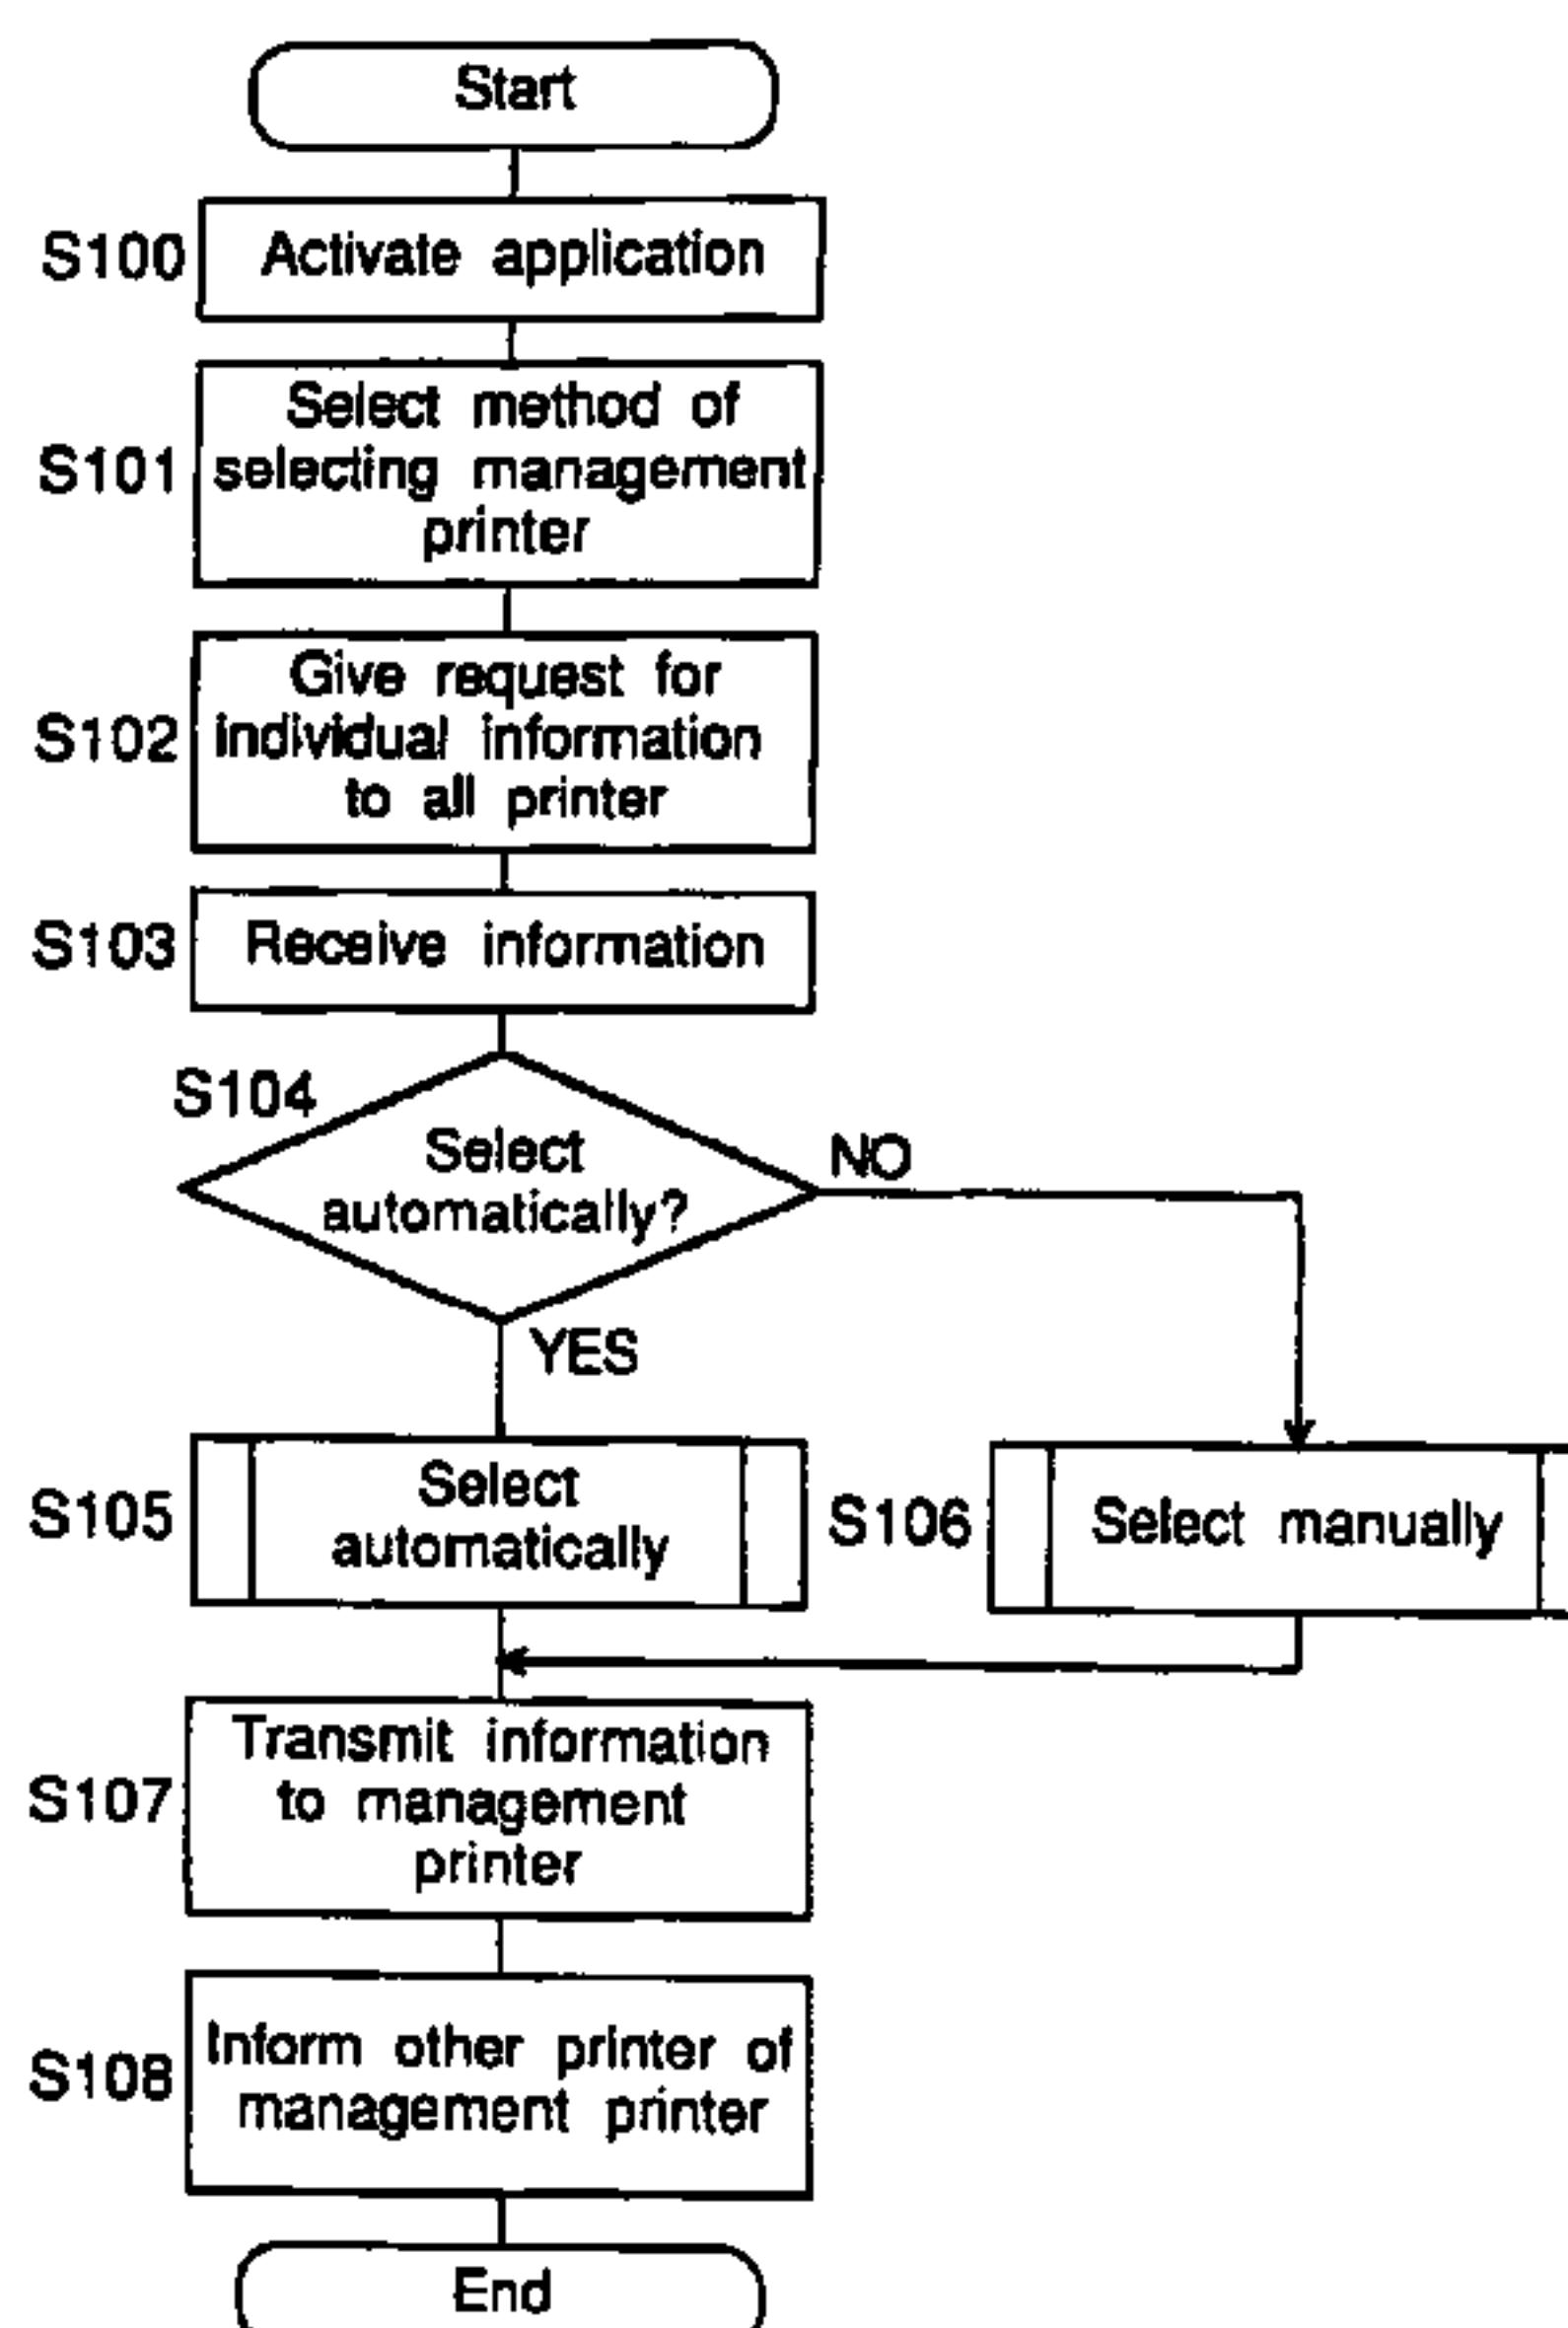 Start
S100
Activate application
S101
Select method of
selecting management
printer
S102
Give request for
individual information
to all printer
S103
Receive information
S104
Select
automatically?
NO
YES
S105
Select
automatically
S106
Select manually
S107
Transmit information
to management
printer
S108
Inform other printer of
management printer
End